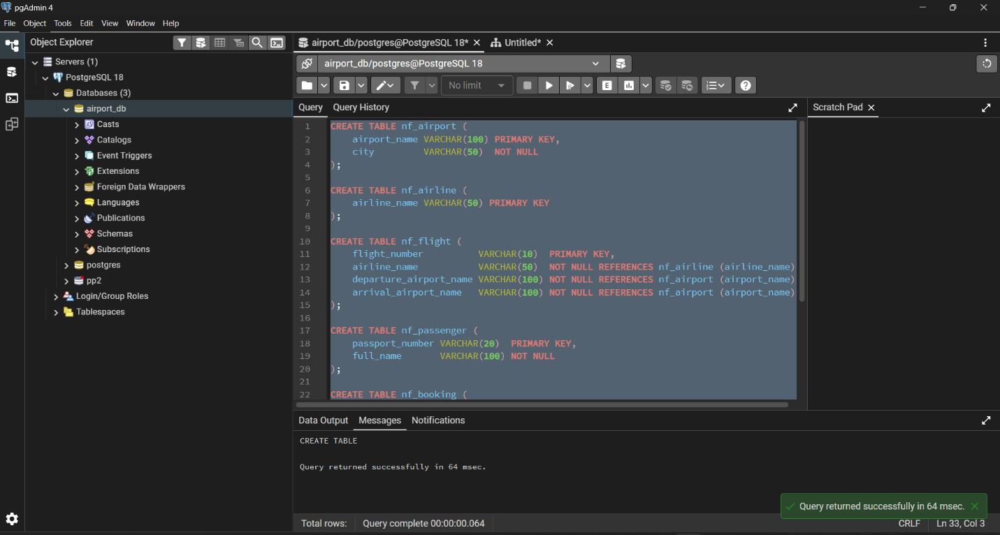 pgAdmin 4
File Object Tools Edit View Window Help
Object Explorer
Servers (1)
PostgreSQL 18
Databases (3)
airport_db
Casts
Catalogs
Event Triggers
Extensions
Foreign Data Wrappers
Languages
Publications
Schemas
Subscriptions
postgres
pp2
Login/Group Roles
Tablespaces
airport_db/postgres@PostgreSQL 18* Untitled*
airport_db/postgres@PostgreSQL 18
No limit E
Query Query History
1 CREATE TABLE nf_airport (
2 airport_name VARCHAR(100) PRIMARY KEY,
3 city VARCHAR(50) NOT NULL
4 );
5
6 CREATE TABLE nf_airline (
7 airline_name VARCHAR(50) PRIMARY KEY
8 );
9
10 CREATE TABLE nf_flight (
11 flight_number VARCHAR(10) PRIMARY KEY,
12 airline_name VARCHAR(50) NOT NULL REFERENCES nf_airline (airline_name)
13 departure_airport_name VARCHAR(100) NOT NULL REFERENCES nf_airport (airport_name)
14 arrival_airport_name VARCHAR(100) NOT NULL REFERENCES nf_airport (airport_name)
15 );
16
17 CREATE TABLE nf_passenger (
18 passport_number VARCHAR(20) PRIMARY KEY,
19 full_name VARCHAR(100) NOT NULL
20 );
21
22 CREATE TABLE nf_booking (
Scratch Pad
Data Output Messages Notifications
CREATE TABLE
Query returned successfully in 64 msec.
Query returned successfully in 64 msec.
Total rows: Query complete 00:00:00.064 CRLF Ln 33, Col 3